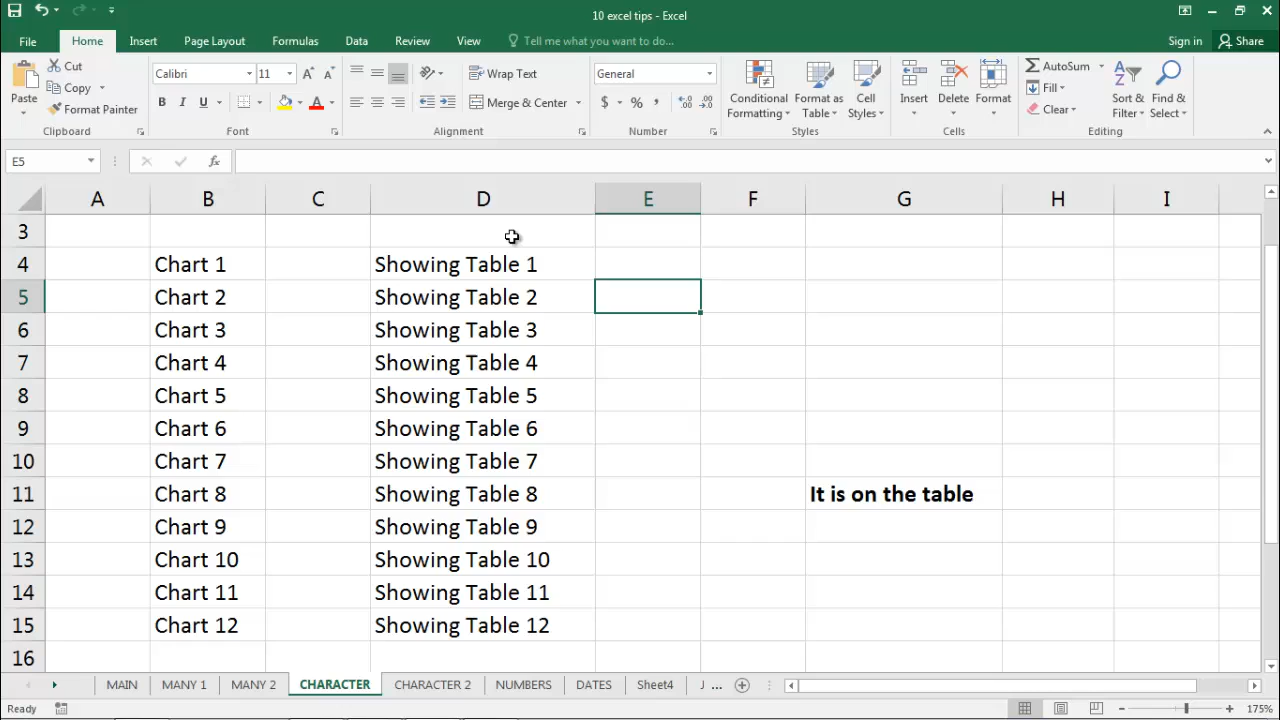 10 excel tips - Excel
File Home Insert Page Layout Formulas Data Review View Tell me what you want to do... Sign in Share
Paste Cut Copy Format Painter
Calibri 11 B I U A
Wrap Text Merge & Center
General $ % ,
Conditional Formatting Format as Table Cell Styles
Insert Delete Format
AutoSum Fill Clear Sort & Filter Find & Select
Clipboard Font Alignment Number Styles Cells Editing
E5 fx
A B C D E F G H I
3
4 Chart 1 Showing Table 1
5 Chart 2 Showing Table 2
6 Chart 3 Showing Table 3
7 Chart 4 Showing Table 4
8 Chart 5 Showing Table 5
9 Chart 6 Showing Table 6
10 Chart 7 Showing Table 7
11 Chart 8 Showing Table 8 It is on the table
12 Chart 9 Showing Table 9
13 Chart 10 Showing Table 10
14 Chart 11 Showing Table 11
15 Chart 12 Showing Table 12
16
MAIN MANY 1 MANY 2 CHARACTER CHARACTER 2 NUMBERS DATES Sheet4 J ...
Ready 175%